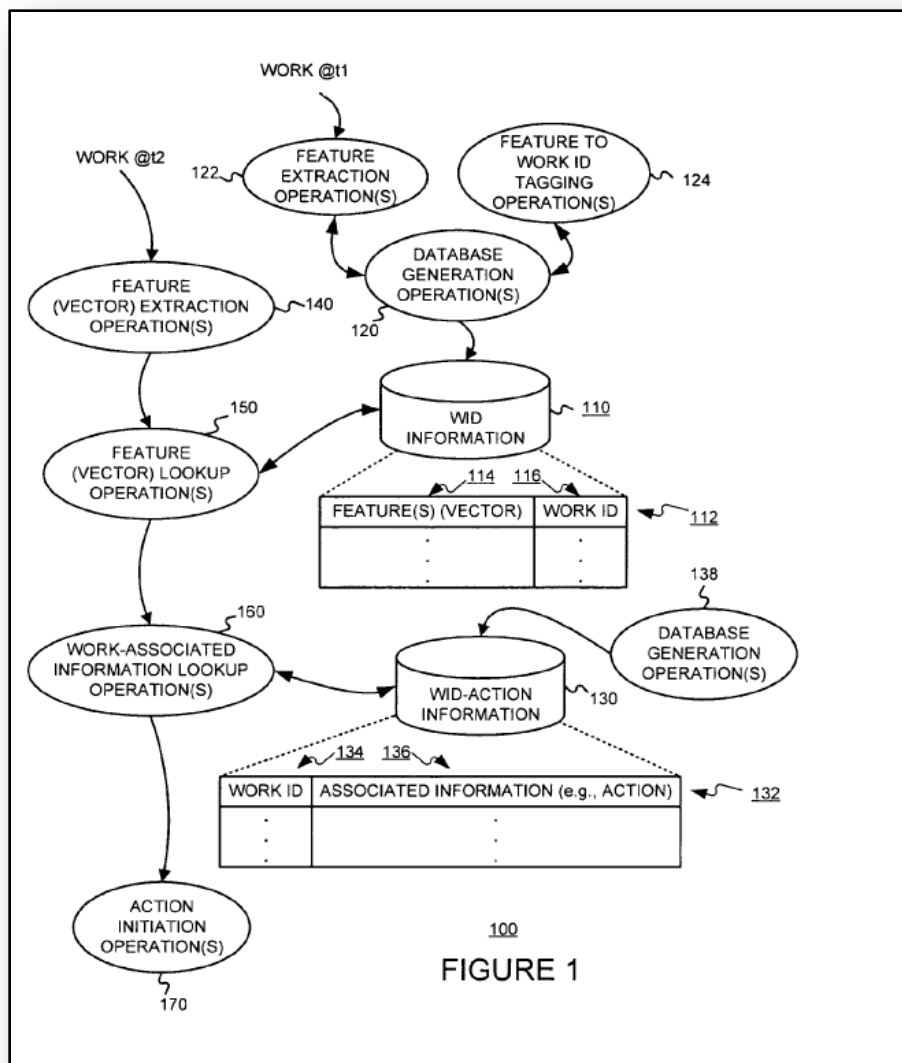 WORK @t1
WORK @t2
122
FEATURE
EXTRACTION
OPERATION(S)
FEATURE TO
WORK ID
TAGGING
OPERATION(S)
124
DATABASE
GENERATION
OPERATION(S)
120
FEATURE
(VECTOR) EXTRACTION
OPERATION(S)
140
150
FEATURE
(VECTOR) LOOKUP
OPERATION(S)
WID
INFORMATION
110
114
116
FEATURE(S) (VECTOR)
WORK ID
112
138
DATABASE
GENERATION
OPERATION(S)
160
WORK-ASSOCIATED
INFORMATION LOOKUP
OPERATION(S)
WID-ACTION
INFORMATION
130
134
136
WORK ID
ASSOCIATED INFORMATION (e.g., ACTION)
132
ACTION
INITIATION
OPERATION(S)
170
100
FIGURE 1